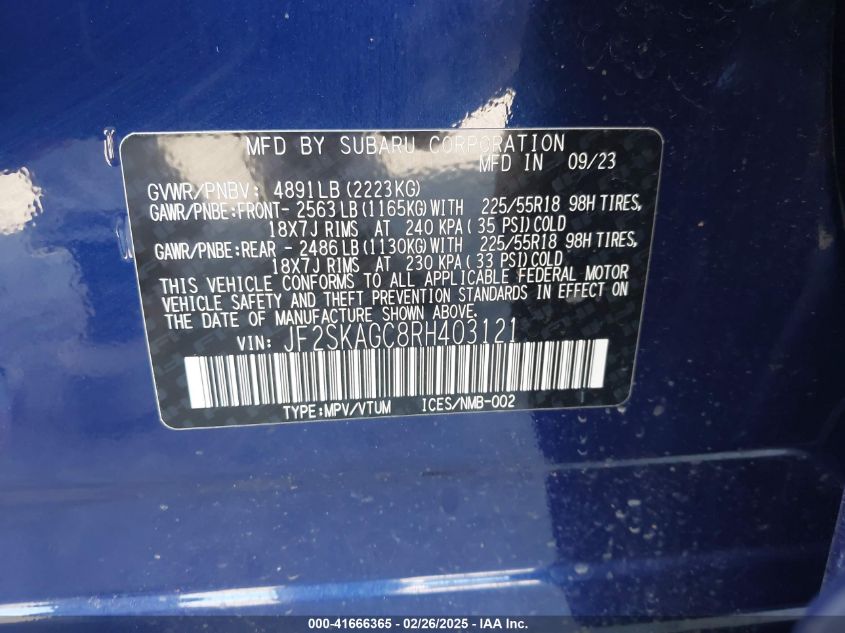 MFD BY SUBARU CORPORATION
MFD IN 09/23
GVWR/PNBV: 4891LB (2223KG)
GAWR/PNBE:FRONT- 2563 LB (1165KG) WITH 225/55R18 98H TIRES,
18X7J RIMS AT 240 KPA ( 35 PSI) COLD
GAWR/PNBE:REAR - 2486 LB (1130KG) WITH 225/55R18 98H TIRES,
18X7J RIMS AT 230 KPA ( 33 PSI) COLD
THIS VEHICLE CONFORMS TO ALL APPLICABLE FEDERAL MOTOR
VEHICLE SAFETY AND THEFT PREVENTION STANDARDS IN EFFECT ON
THE DATE OF MANUFACTURE SHOWN ABOVE.
VIN: JF2SKAGC8RH403121
TYPE:MPV/VTUM ICES/NMB-002
000-41666365 - 02/26/2025 - IAA Inc.